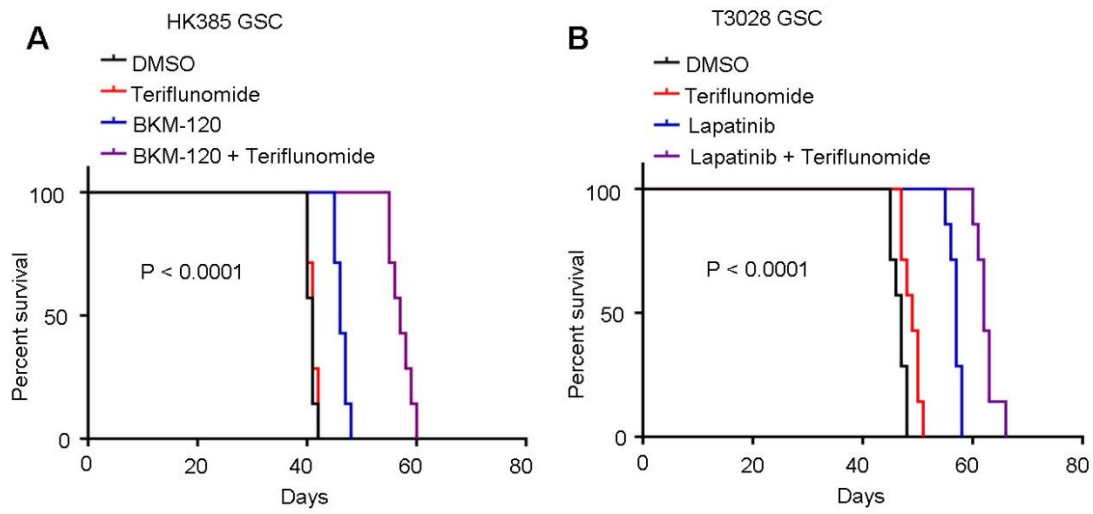 A
HK385 GSC
DMSO
Teriflunomide
BKM-120
BKM-120 + Teriflunomide
100
50
0
Percent survival
P < 0.0001
0 20 40 60 80
Days
B
T3028 GSC
DMSO
Teriflunomide
Lapatinib
Lapatinib + Teriflunomide
100
50
0
Percent survival
P < 0.0001
0 20 40 60 80
Days